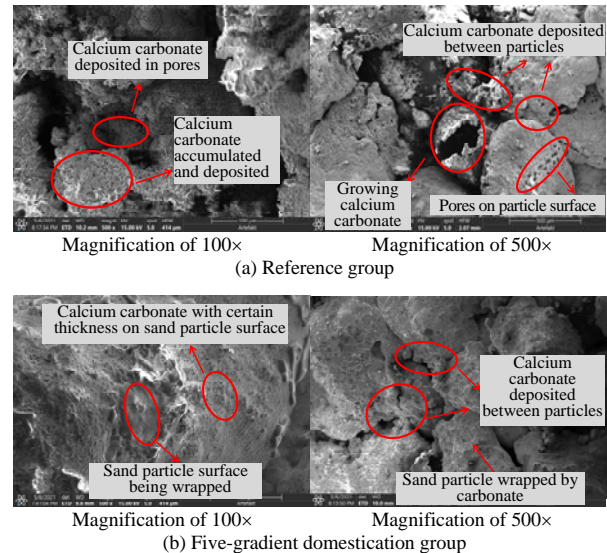 Calcium carbonate
deposited in pores
Calcium
carbonate
accumulated
and deposited
Calcium carbonate deposited
between particles
Growing
calcium
carbonate
Pores on particle surface
Magnification of 100×
Magnification of 500×
(a) Reference group
Calcium carbonate with certain
thickness on sand particle surface
Sand particle surface
being wrapped
Calcium
carbonate
deposited
between particles
Sand particle wrapped by
carbonate
Magnification of 100×
Magnification of 500×
(b) Five-gradient domestication group